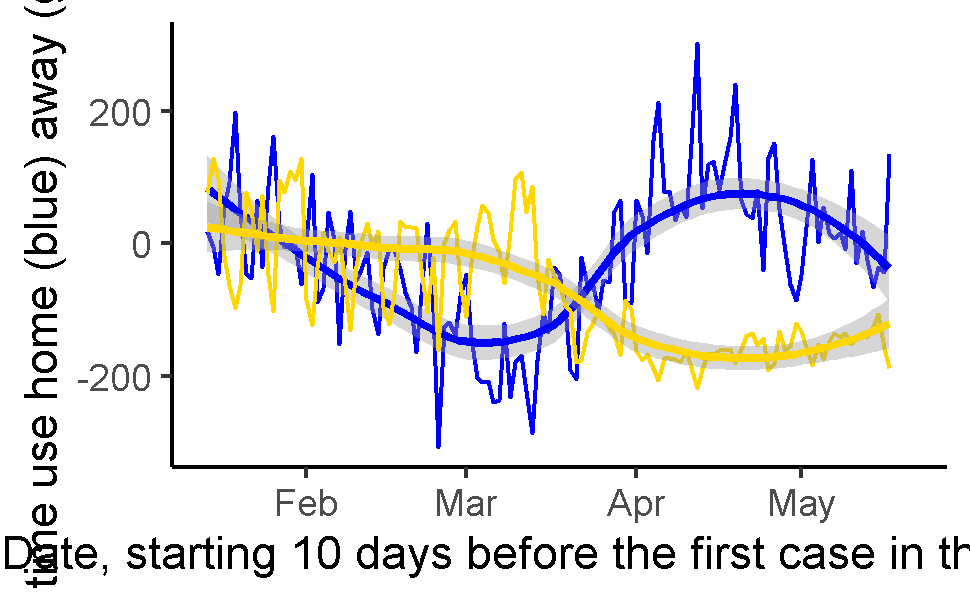 time use home (blue) away (
200
0
-200
Feb Mar Apr May
Date, starting 10 days before the first case in th